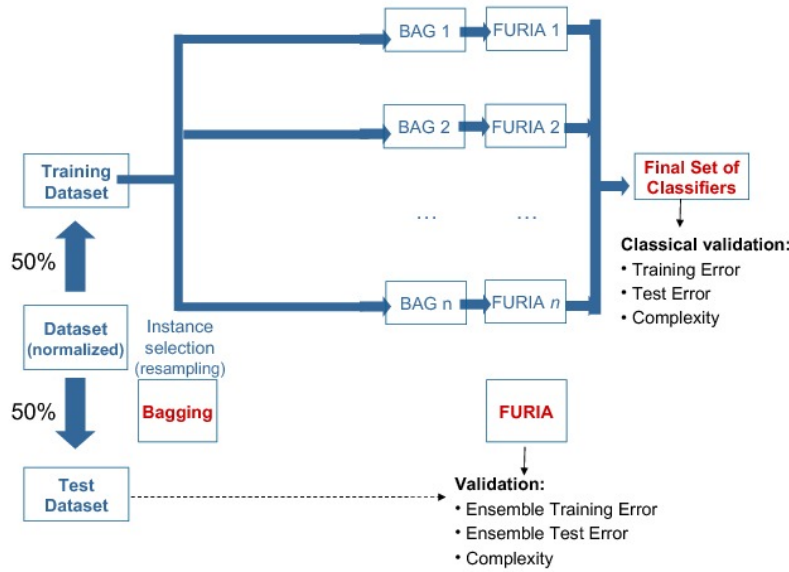 BAG 1
FURIA 1
BAG 2
FURIA 2
Training
Dataset
Final Set of
Classifiers
...
...
Classical validation:
• Training Error
• Test Error
• Complexity
50%
BAG n
FURIA n
Dataset
(normalized)
Instance
selection
(resampling)
50%
Bagging
FURIA
Test
Dataset
Validation:
• Ensemble Training Error
• Ensemble Test Error
• Complexity